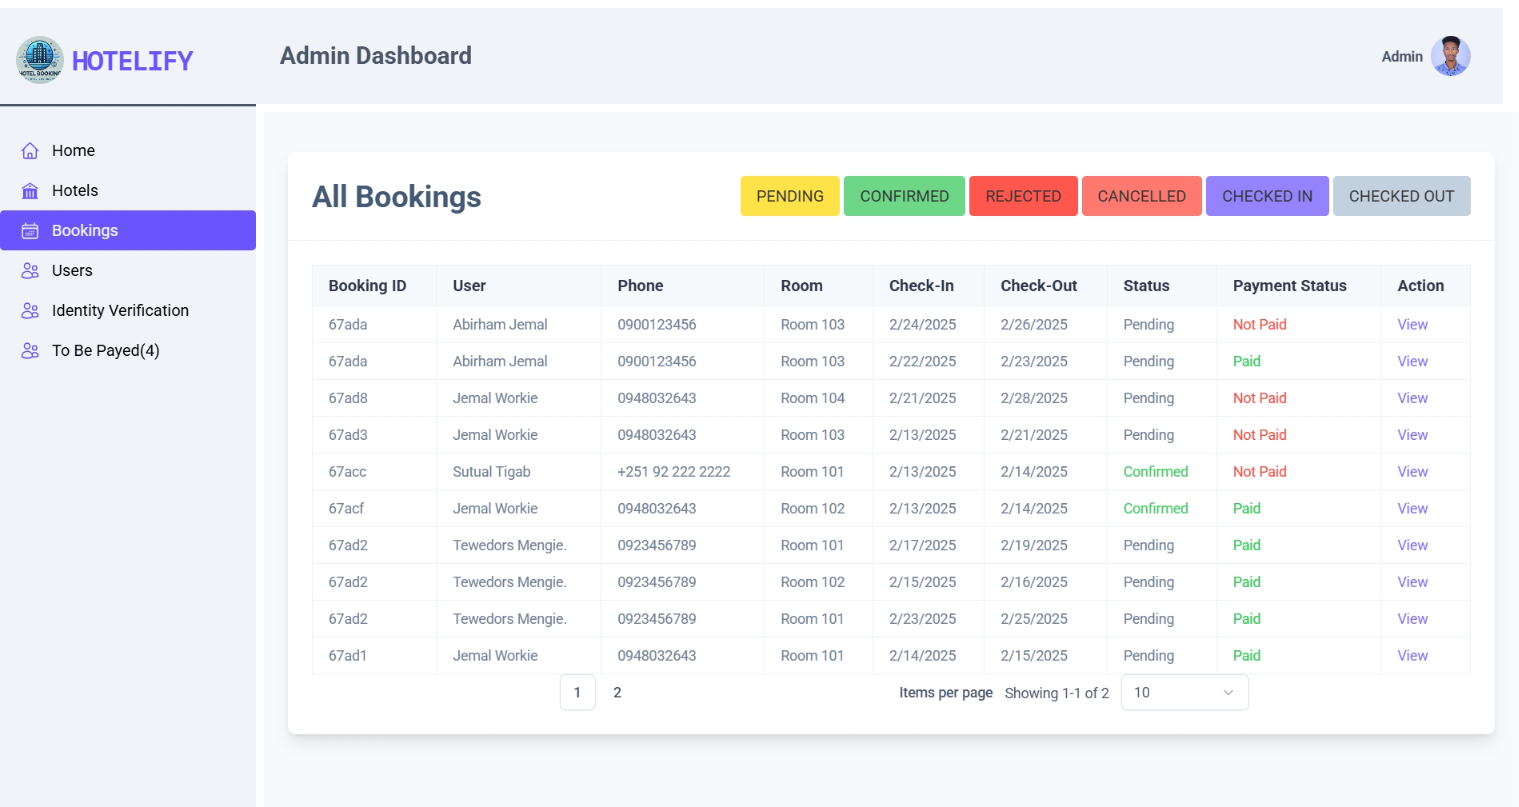 HOTEL BOOKING
HOTELIFY
Admin Dashboard
Admin
Home
Hotels
Bookings
Users
Identity Verification
To Be Payed(4)
All Bookings
PENDING CONFIRMED REJECTED CANCELLED CHECKED IN CHECKED OUT
Booking ID User Phone Room Check-In Check-Out Status Payment Status Action
67ada Abirham Jemal 0900123456 Room 103 2/24/2025 2/26/2025 Pending Not Paid View
67ada Abirham Jemal 0900123456 Room 103 2/22/2025 2/23/2025 Pending Paid View
67ad8 Jemal Workie 0948032643 Room 104 2/21/2025 2/28/2025 Pending Not Paid View
67ad3 Jemal Workie 0948032643 Room 103 2/13/2025 2/21/2025 Pending Not Paid View
67acc Sutual Tigab +251 92 222 2222 Room 101 2/13/2025 2/14/2025 Confirmed Not Paid View
67acf Jemal Workie 0948032643 Room 102 2/13/2025 2/14/2025 Confirmed Paid View
67ad2 Tewedors Mengie. 0923456789 Room 101 2/17/2025 2/19/2025 Pending Paid View
67ad2 Tewedors Mengie. 0923456789 Room 102 2/15/2025 2/16/2025 Pending Paid View
67ad2 Tewedors Mengie. 0923456789 Room 101 2/23/2025 2/25/2025 Pending Paid View
67ad1 Jemal Workie 0948032643 Room 101 2/14/2025 2/15/2025 Pending Paid View
1 2 Items per page Showing 1-1 of 2 10